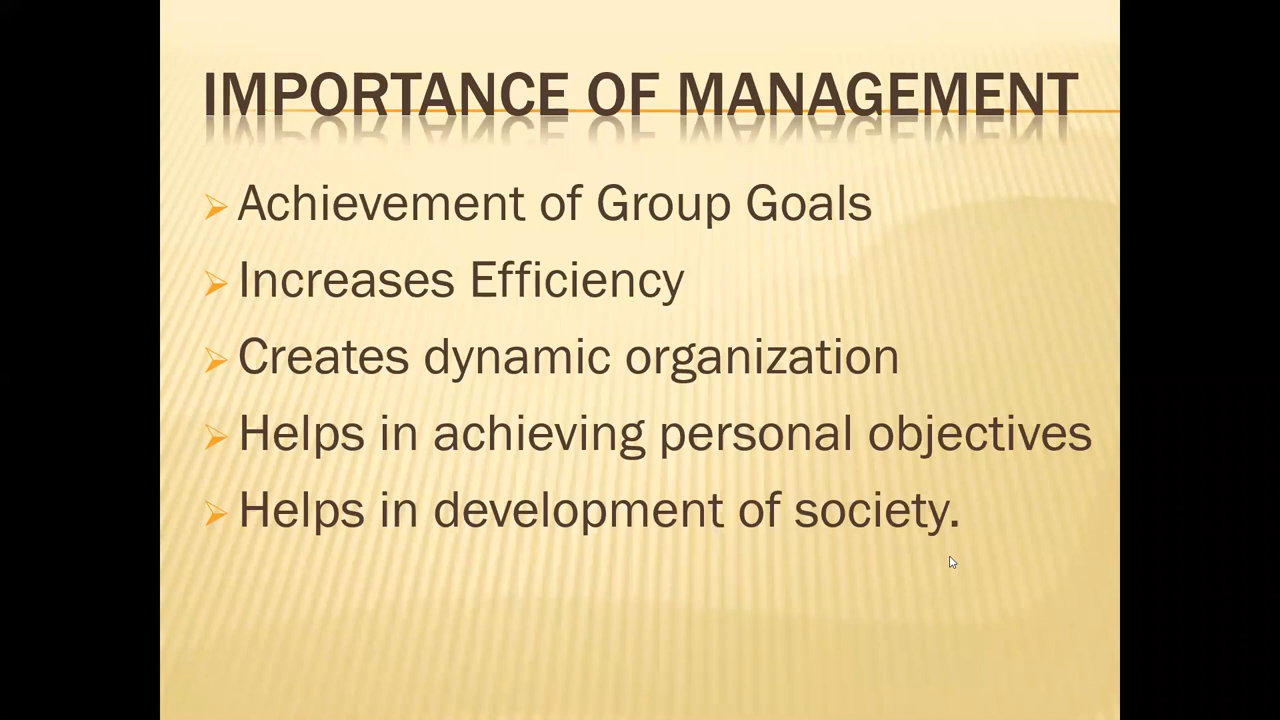 IMPORTANCE OF MANAGEMENT
Achievement of Group Goals
Increases Efficiency
Creates dynamic organization
Helps in achieving personal objectives
Helps in development of society.